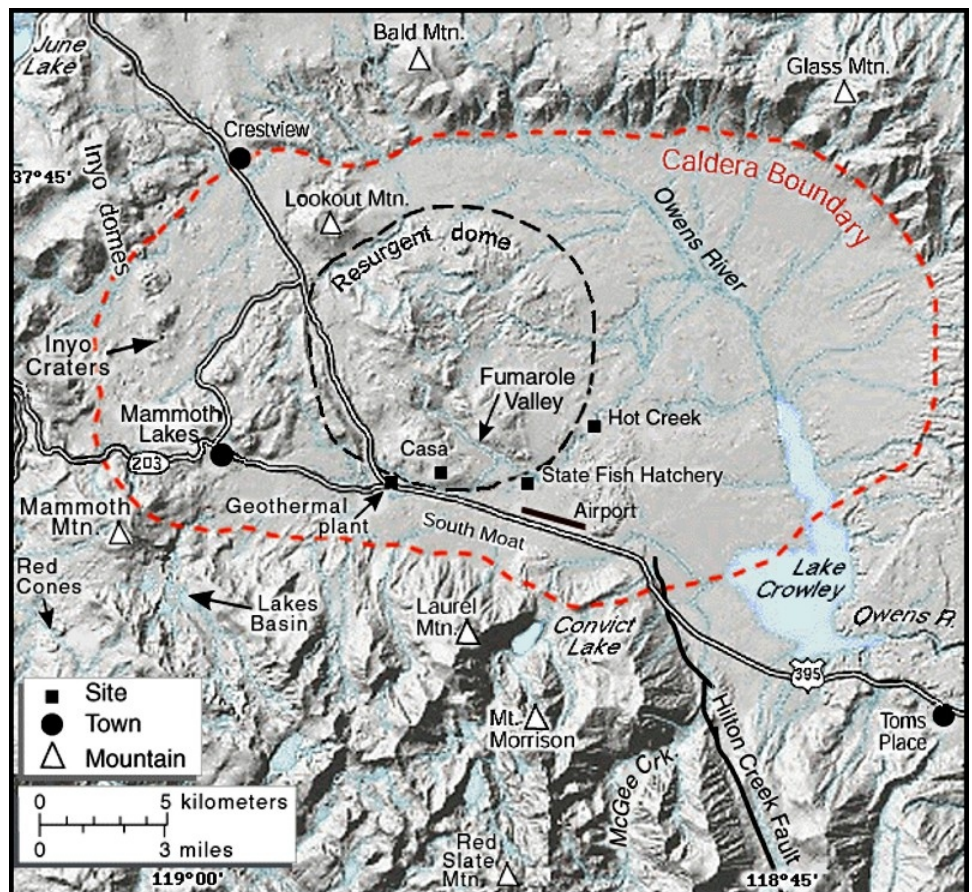 June
Lake
Bald Mtn.
Glass Mtn.
Crestview
37°45'
Inyo domes
Lookout Mtn.
Caldera Boundary
Resurgent dome
Owens River
Inyo
Craters
Fumarole
Valley
Mammoth
Lakes
Hot Creek
Casa
203
State Fish Hatchery
Geothermal
plant
Airport
Mammoth
Mtn.
South Moat
Red
Cones
Lakes
Basin
Laurel
Mtn.
Convict
Lake
Lake
Crowley
Owens R.
395
Site
Town
Mountain
Mt.
Morrison
Toms
Place
Hilton Creek Fault
McGee Crk.
0 5 kilometers
0 3 miles
Red
Slate
Mtn.
119°00'
118°45'